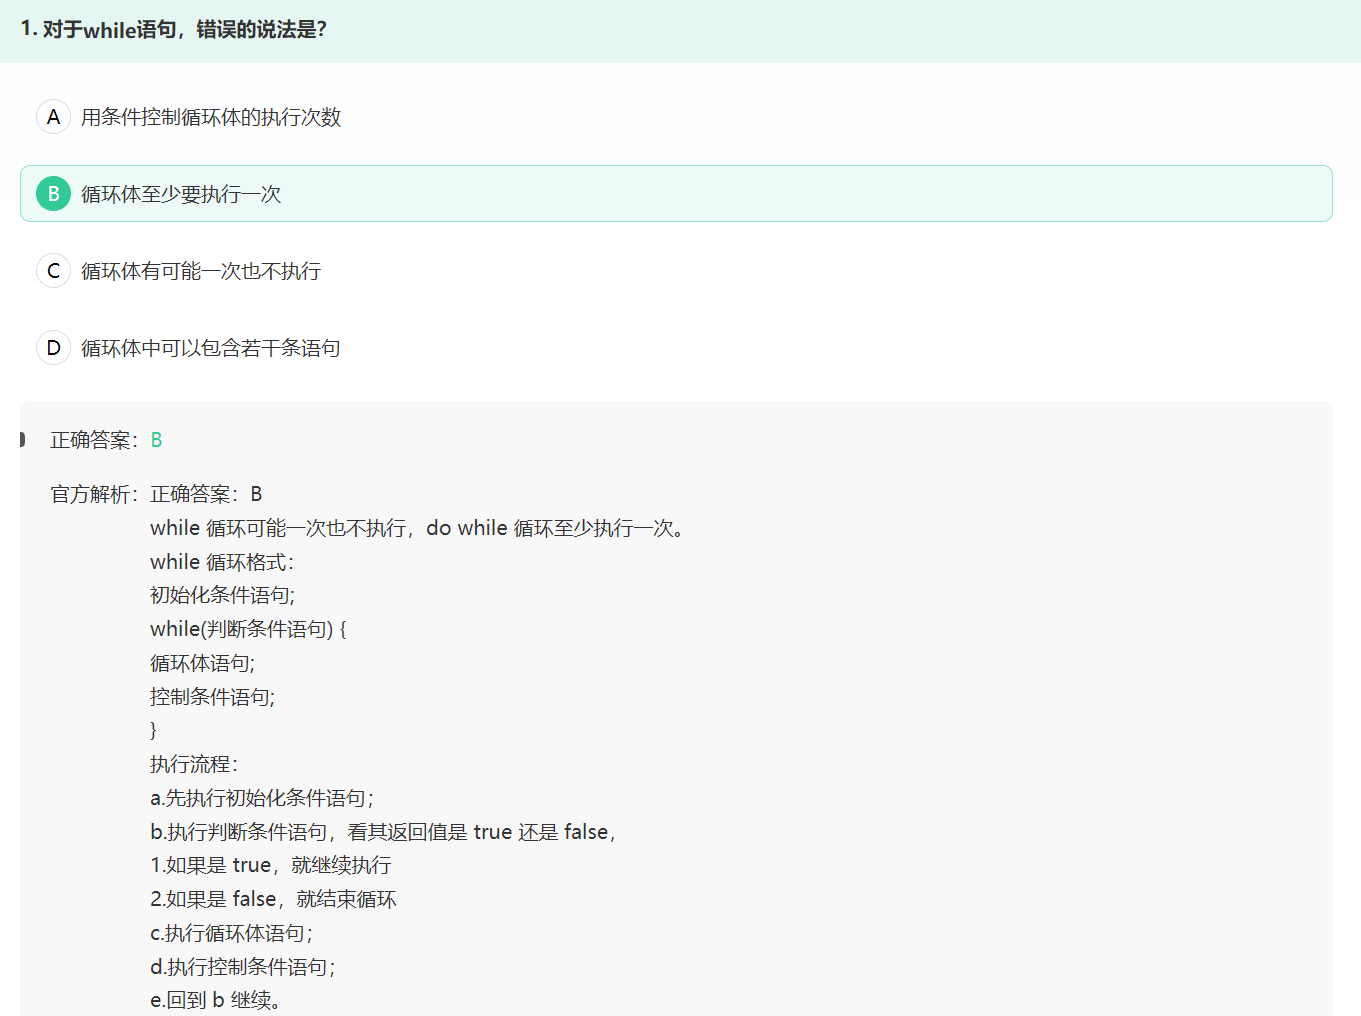 1. 对于while语句，错误的说法是？
A 用条件控制循环体的执行次数
B 循环体至少要执行一次
C 循环体有可能一次也不执行
D 循环体中可以包含若干条语句
正确答案：B
官方解析：正确答案：B
while 循环可能一次也不执行，do while 循环至少执行一次。
while 循环格式：
初始化条件语句;
while(判断条件语句) {
循环体语句;
控制条件语句;
}
执行流程：
a.先执行初始化条件语句；
b.执行判断条件语句，看其返回值是 true 还是 false，
1.如果是 true，就继续执行
2.如果是 false，就结束循环
c.执行循环体语句；
d.执行控制条件语句；
e.回到 b 继续。